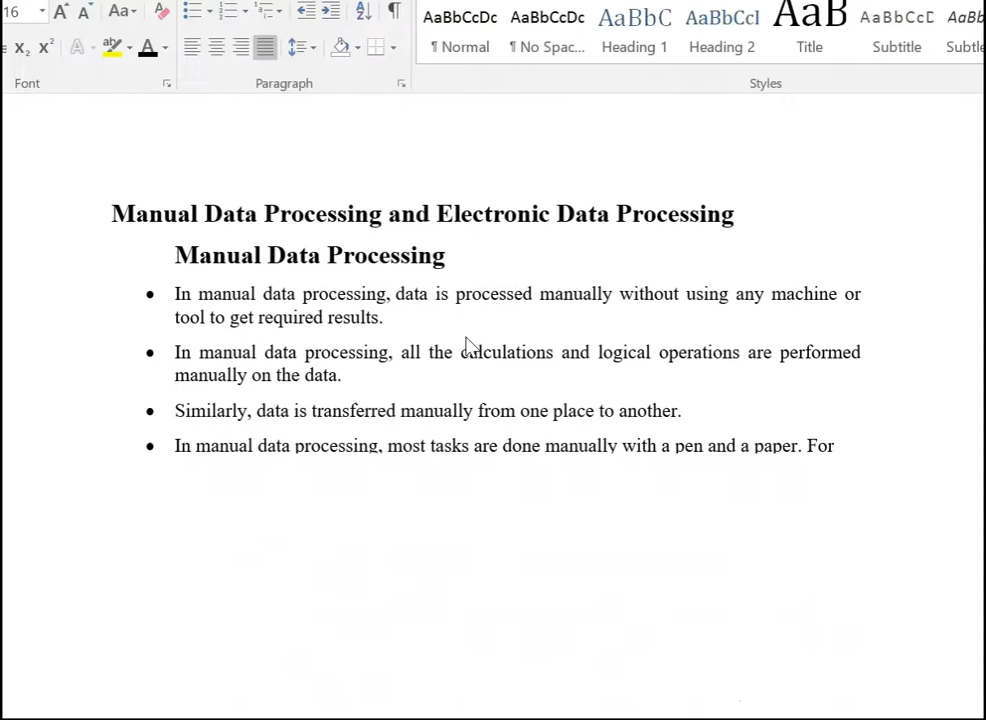 16 Aa
X₂ X² A ab A
Font Paragraph Styles
AaBbCcDc AaBbCcDc AaBbC AaBbCcI AaB AaBbCcD AaBb
¶ Normal ¶ No Spac... Heading 1 Heading 2 Title Subtitle Subtle
Manual Data Processing and Electronic Data Processing
Manual Data Processing
• In manual data processing, data is processed manually without using any machine or
tool to get required results.
• In manual data processing, all the calculations and logical operations are performed
manually on the data.
• Similarly, data is transferred manually from one place to another.
• In manual data processing, most tasks are done manually with a pen and a paper. For